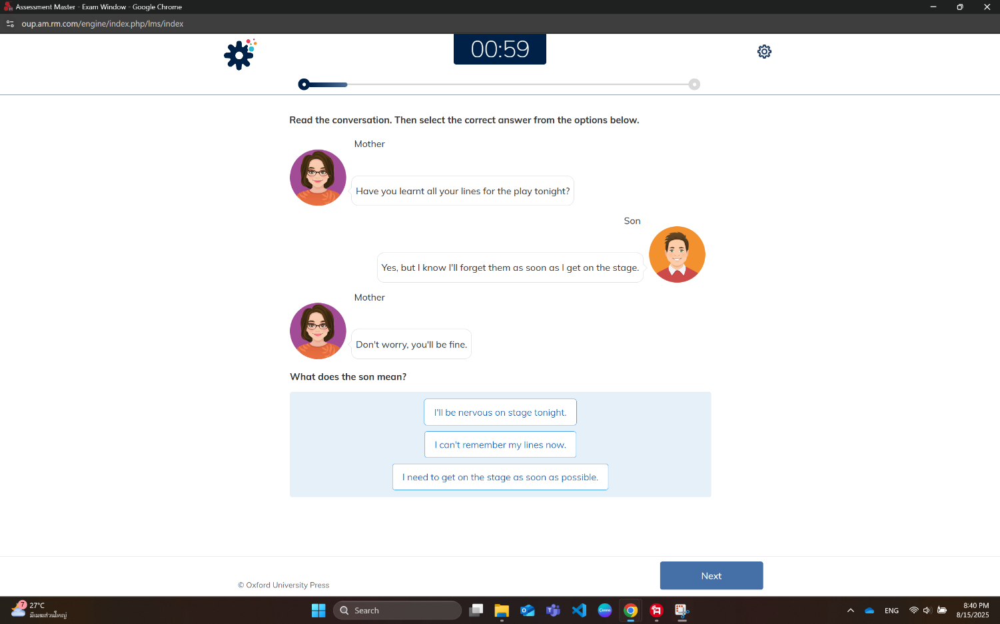 Assessment Master - Exam Window - Google Chrome
oup.am.rm.com/engine/index.php/lms/index
00:59
Read the conversation. Then select the correct answer from the options below.
Mother
Have you learnt all your lines for the play tonight?
Son
Yes, but I know I'll forget them as soon as I get on the stage.
Mother
Don't worry, you'll be fine.
What does the son mean?
I'll be nervous on stage tonight.
I can't remember my lines now.
I need to get on the stage as soon as possible.
Next
© Oxford University Press
7
27°C
มีเมฆส่วนใหญ่
Search
Canva
ENG
8:40 PM
8/15/2025